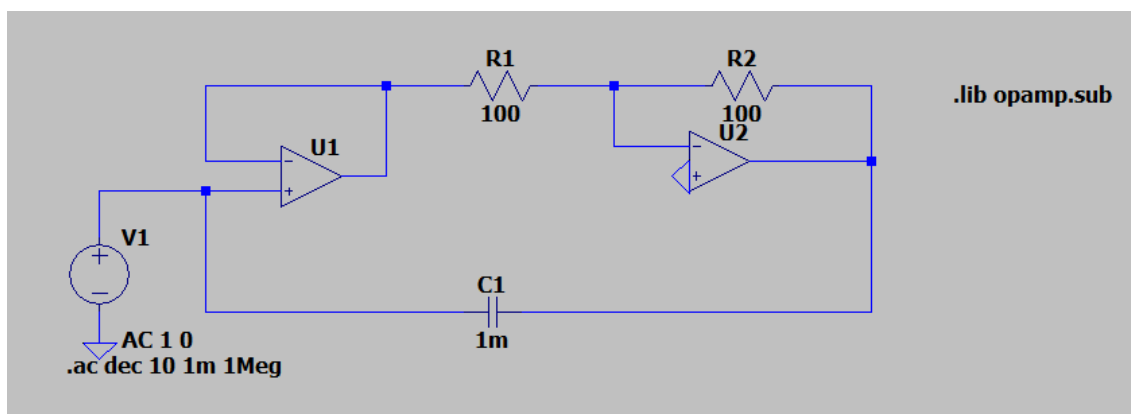 R1
100
R2
100
.lib opamp.sub
U1
U2
V1
C1
1m
AC 1 0
.ac dec 10 1m 1Meg